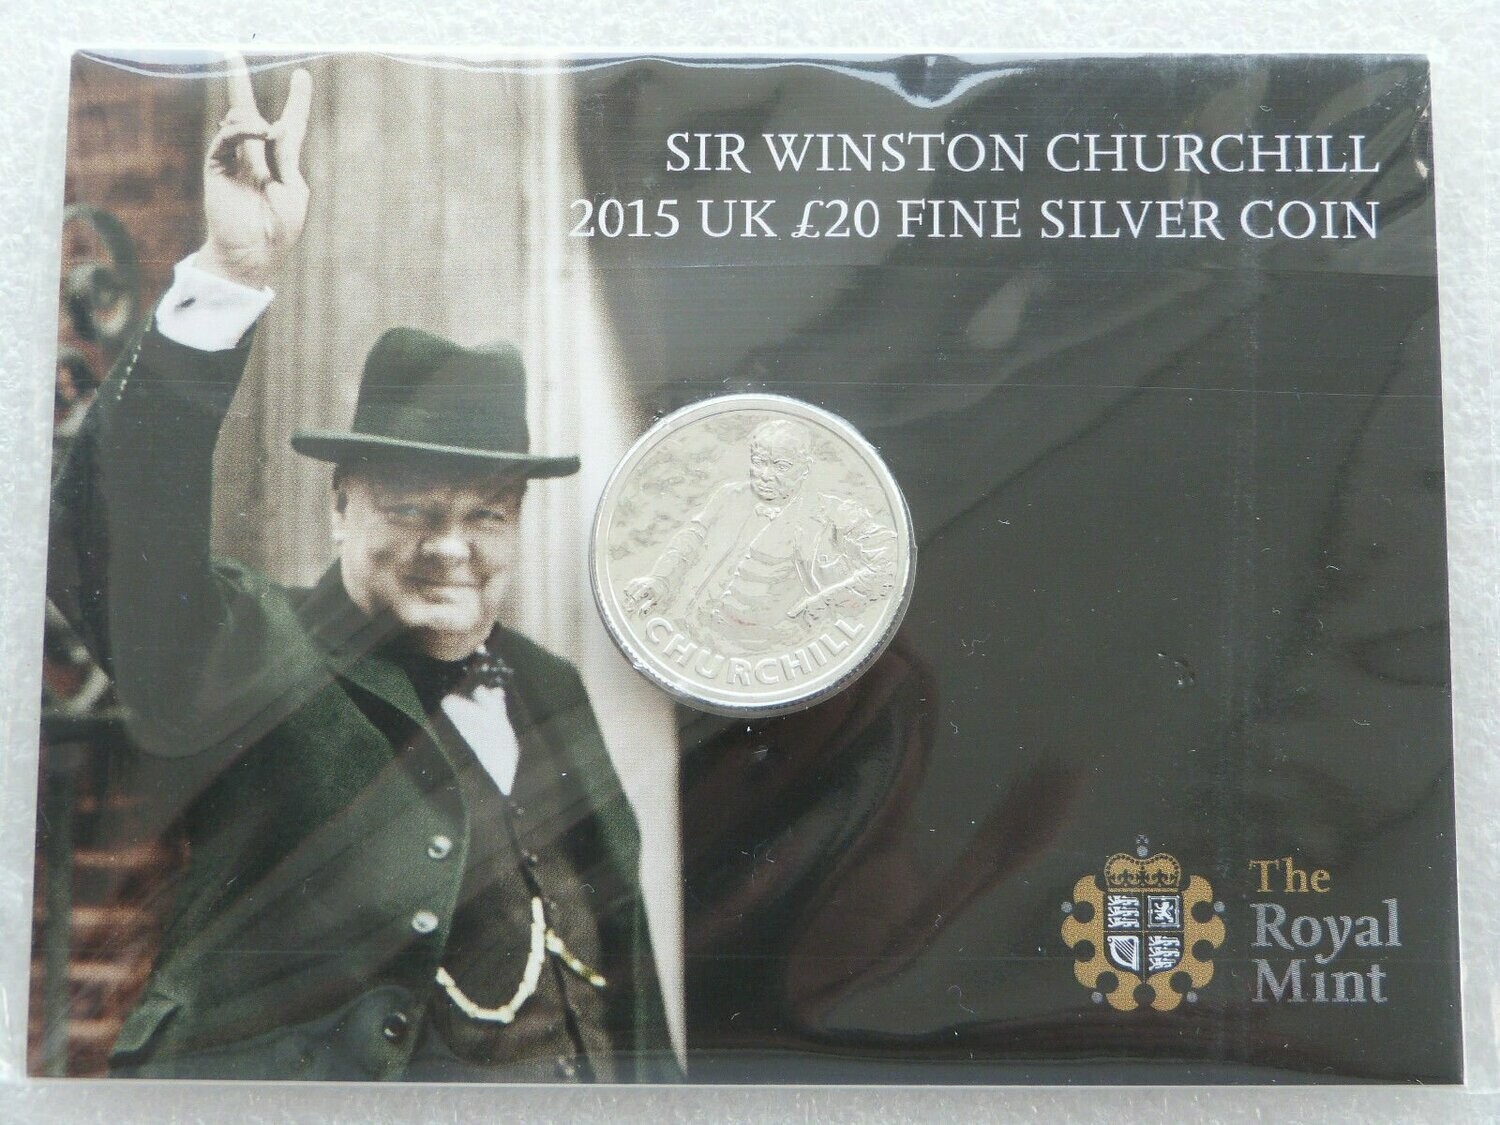 SIR WINSTON CHURCHILL
2015 UK £20 FINE SILVER COIN
CHURCHILL
The
Royal
Mint